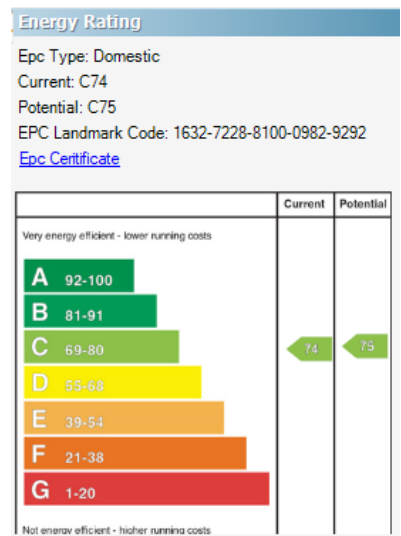 Energy Rating
Epc Type: Domestic
Current: C74
Potential: C75
EPC Landmark Code: 1632-7228-8100-0982-9292
Epc Ceritificate
Current Potential
Very energy efficient - lower running costs
A 92-100
B 81-91
C 69-80 74 75
D 55-68
E 39-54
F 21-38
G 1-20
Not energy efficient - higher running costs